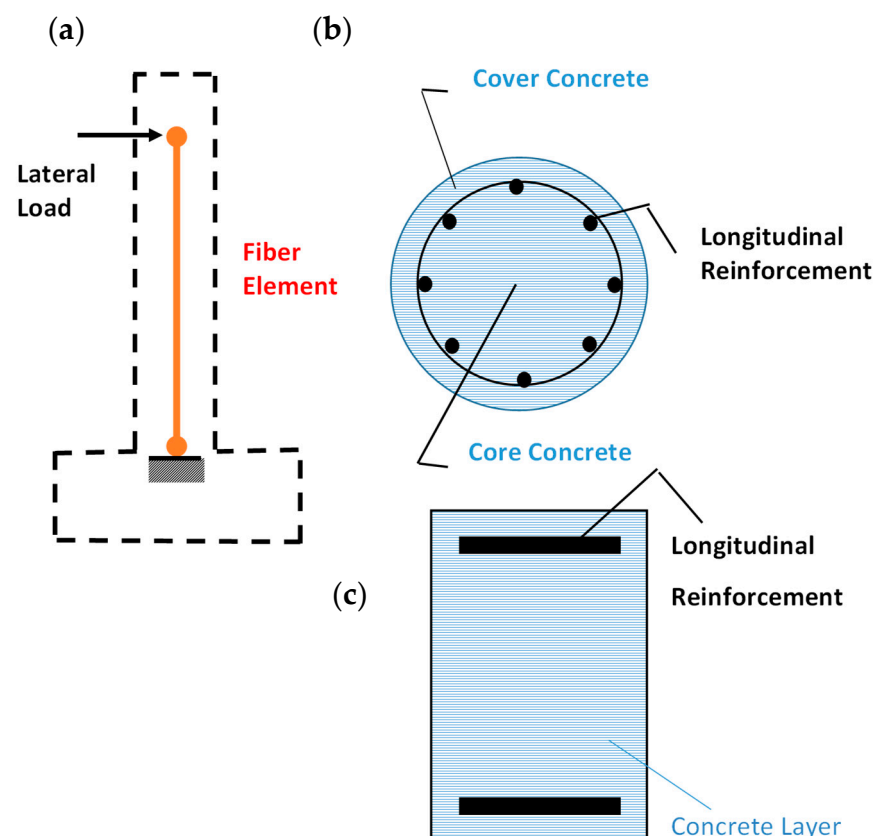 (a)
Lateral
Load
Fiber
Element
(b)
Cover Concrete
Longitudinal
Reinforcement
Core Concrete
(c)
Longitudinal
Reinforcement
Concrete Layer